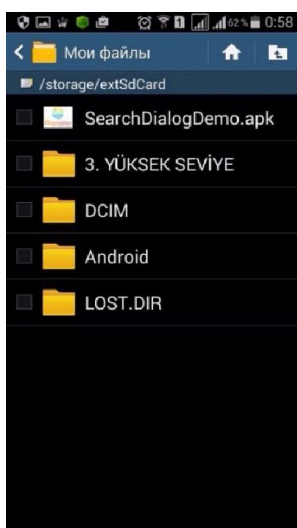 62% 0:58
Мои файлы
/storage/extSdCard
SearchDialogDemo.apk
3. YÜKSEK SEVİYE
DCIM
Android
LOST.DIR